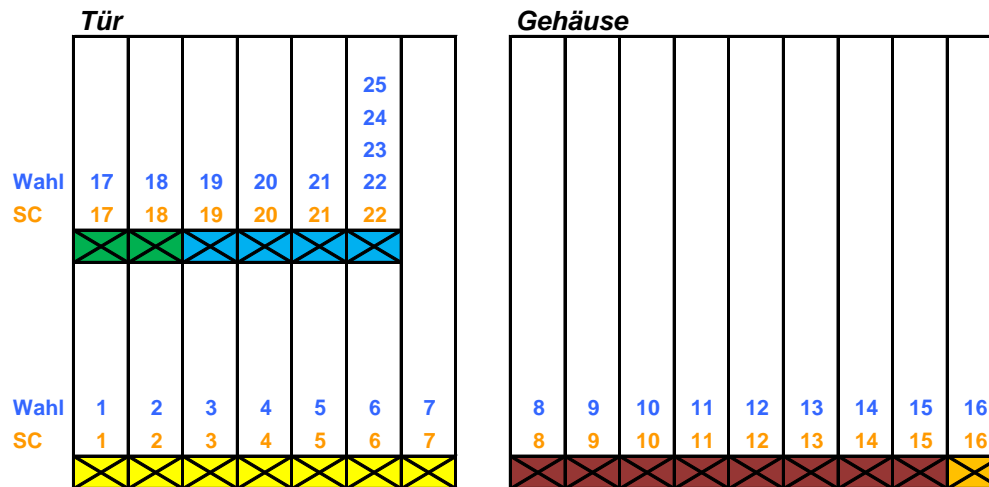 Tür
Gehäuse
25
24
23
Wahl 17 18 19 20 21 22
SC 17 18 19 20 21 22
Wahl 1 2 3 4 5 6 7 8 9 10 11 12 13 14 15 16
SC 1 2 3 4 5 6 7 8 9 10 11 12 13 14 15 16